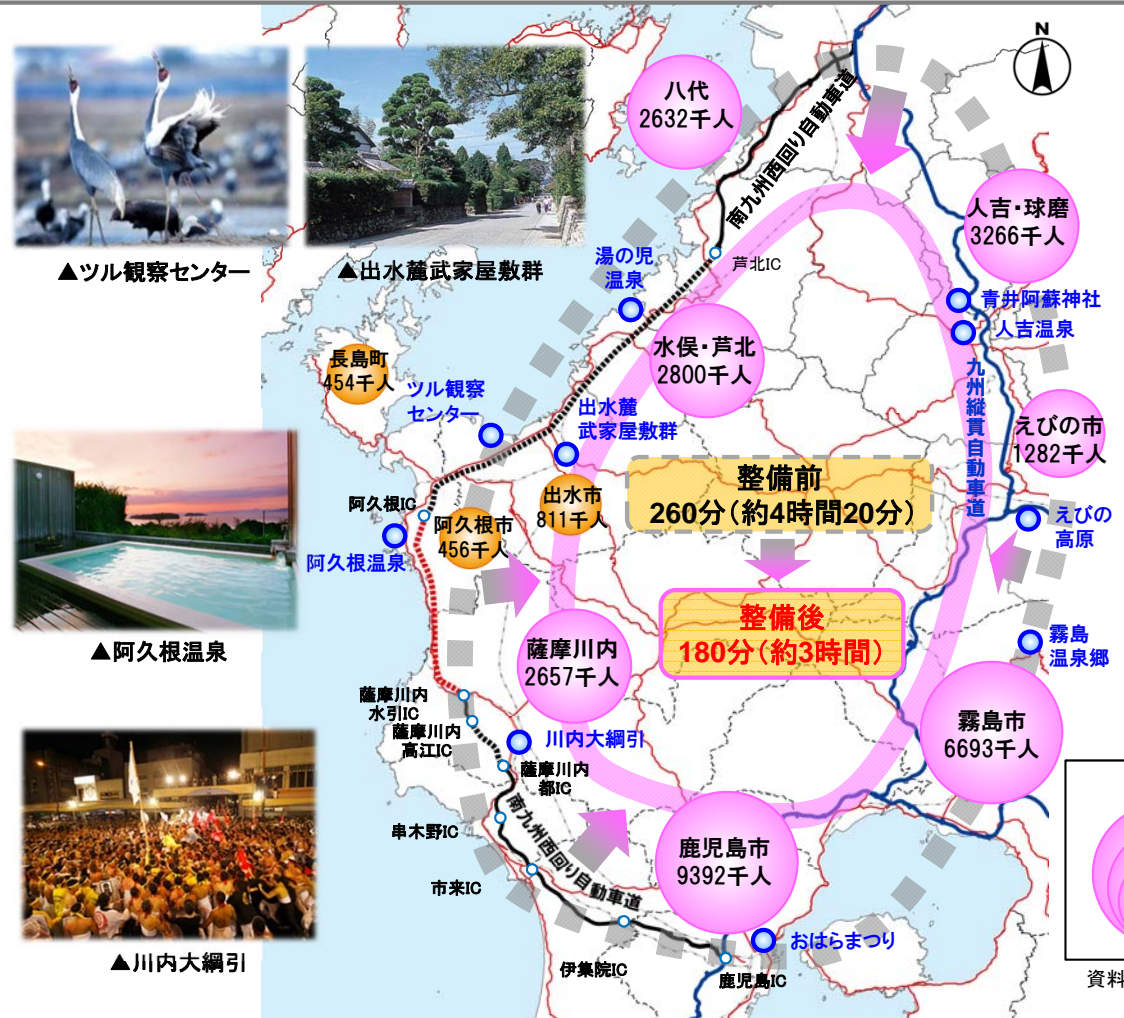 N
八代
2632千人
南九州西回り自動車道
人吉・球磨
3266千人
▲ツル観察センター
▲出水麓武家屋敷群
湯の児
温泉
芦北IC
青井阿蘇神社
人吉温泉
水俣・芦北
2800千人
長島町
454千人
ツル観察
センター
出水麓
武家屋敷群
九州縦貫自動車道
えびの市
1282千人
整備前
260分(約4時間20分)
出水市
811千人
阿久根IC
阿久根市
456千人
阿久根温泉
えびの
高原
整備後
180分(約3時間)
▲阿久根温泉
薩摩川内
2657千人
霧島
温泉郷
薩摩川内
水引IC
薩摩川内
高江IC
川内大綱引
霧島市
6693千人
薩摩川内
都IC
串木野IC
南九州西回り自動車道
鹿児島市
9392千人
市来IC
▲川内大綱引
おはらまつり
伊集院IC
鹿児島IC
資料